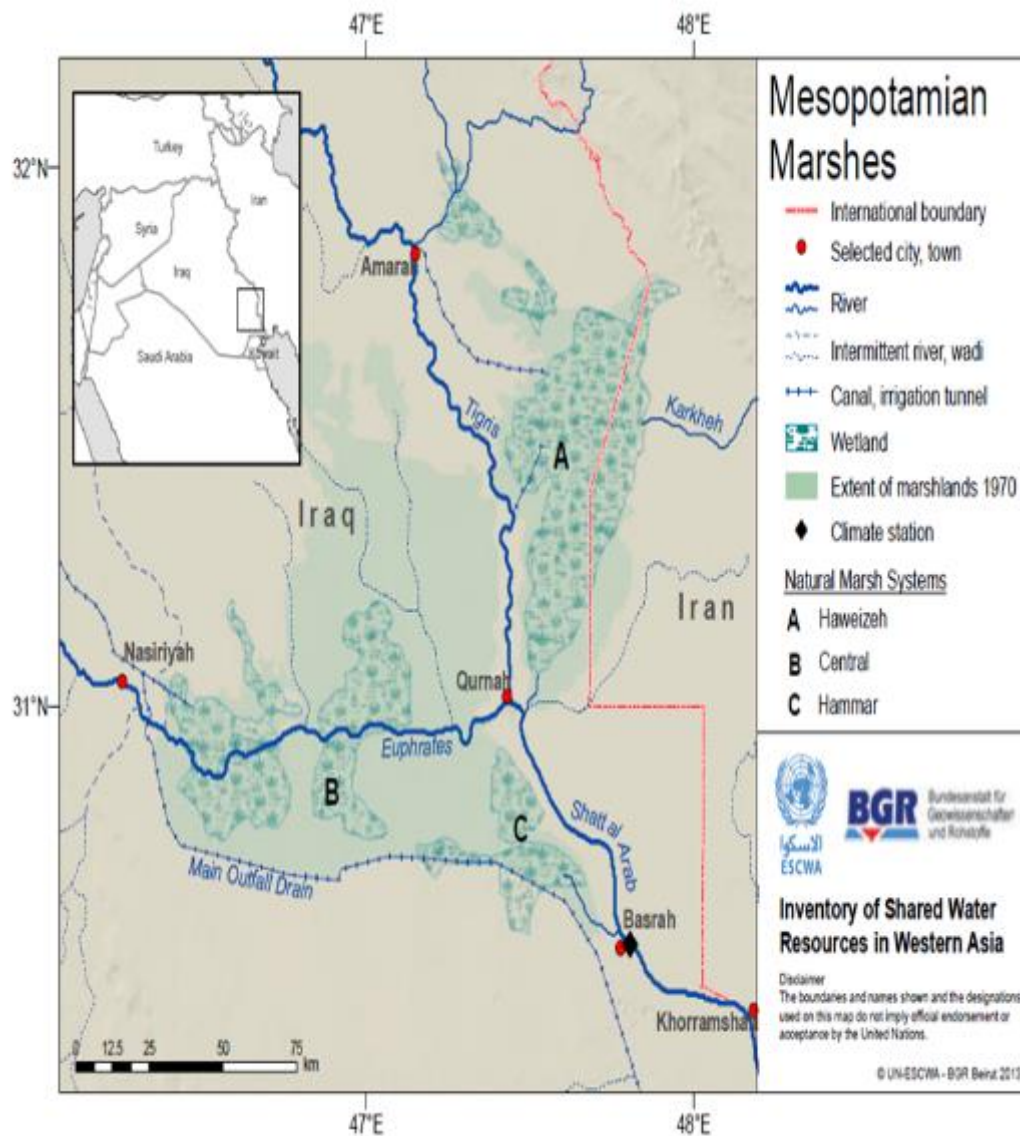 47°E
48°E
32°N
31°N
47°E
48°E
Turkey
Syria
Iraq
Iran
Saudi Arabia
Kuwait
Amarah
Tigris
Karkheh
A
Iraq
Iran
Nasiriyah
Qurnah
Euphrates
B
C
Shatt al Arab
Main Outfall Drain
Basrah
Khorramshahr
0 12.5 25 50 75
km
Mesopotamian
Marshes
International boundary
Selected city, town
River
Intermittent river, wadi
Canal, irrigation tunnel
Wetland
Extent of marshlands 1970
Climate station
Natural Marsh Systems
A Haweizeh
B Central
C Hammar
الاسكوا
ESCWA
BGR
Bundesanstalt für
Geowissenschaften
und Rohstoffe
Inventory of Shared Water
Resources in Western Asia
Disclaimer
The boundaries and names shown and the designations
used on this map do not imply official endorsement or
acceptance by the United Nations.
© UN-ESCWA - BGR Beirut 2013